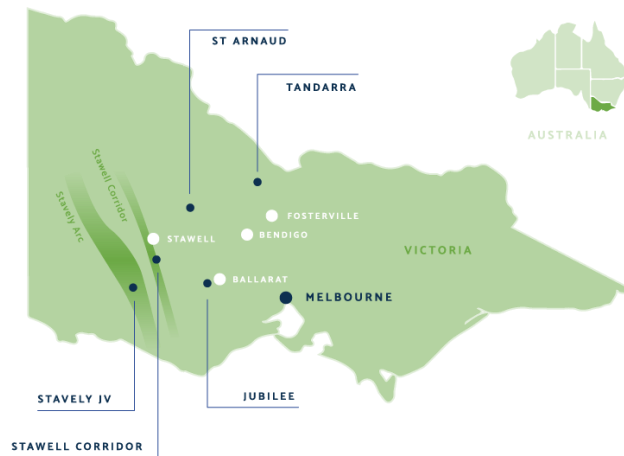 ST ARNAUD
TANDARRA
AUSTRALIA
Stawell Corridor
Stavely Arc
FOSTERVILLE
BENDIGO
STAWELL
VICTORIA
BALLARAT
MELBOURNE
STAVELY JV
JUBILEE
STAWELL CORRIDOR